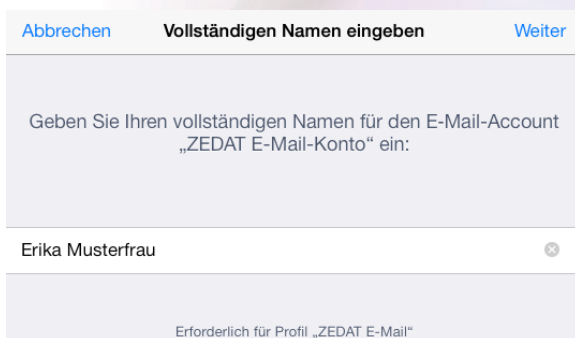 Abbrechen Vollständigen Namen eingeben Weiter
Geben Sie Ihren vollständigen Namen für den E-Mail-Account
„ZEDAT E-Mail-Konto“ ein:
Erika Musterfrau
Erforderlich für Profil „ZEDAT E-Mail“